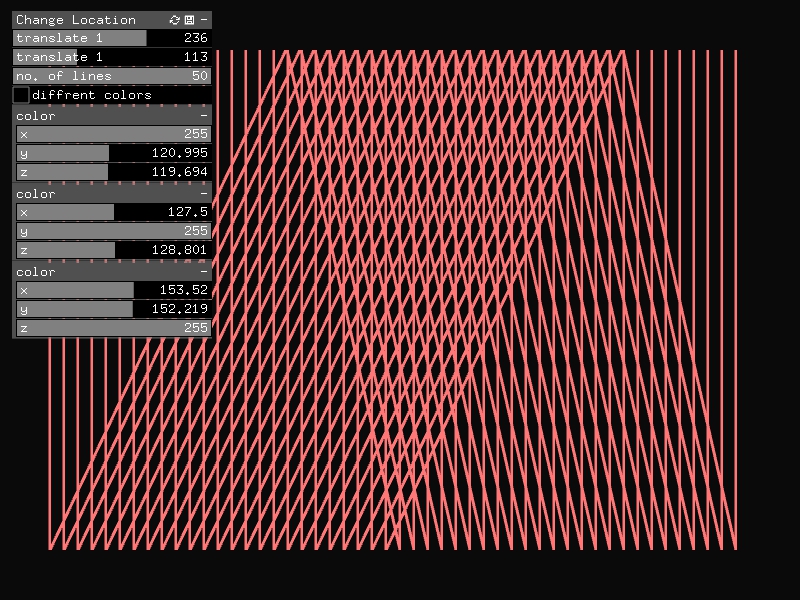 Change Location
translate 1 236
translate 1 113
no. of lines 50
diffrent colors
color
x 255
y 120.995
z 119.694
color
x 127.5
y 255
z 128.801
color
x 153.52
y 152.219
z 255